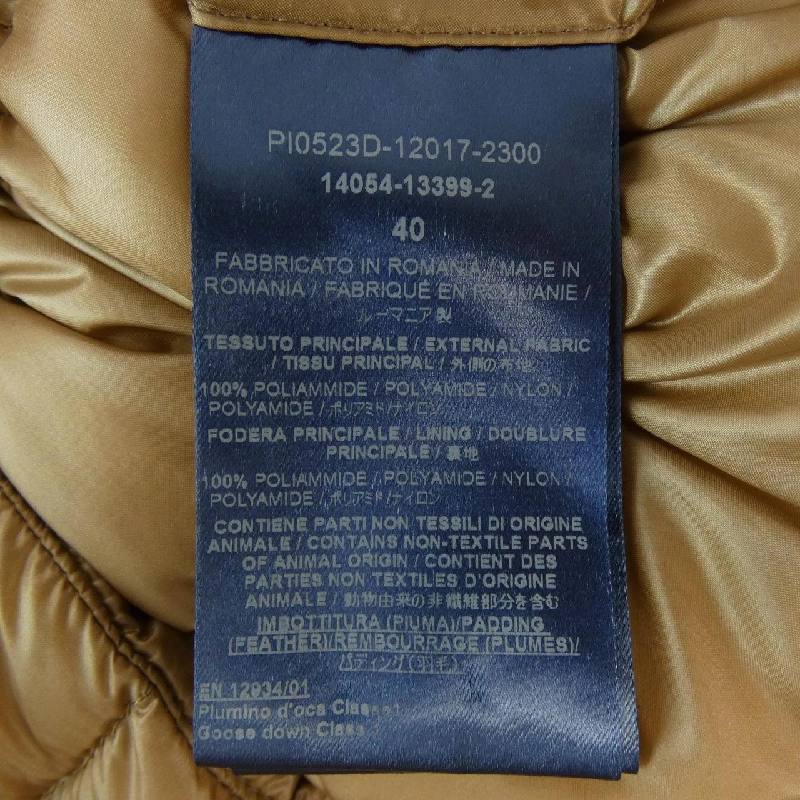 PI0523D-12017-2300
14054-13399-2
40
FABBRICATO IN ROMANIA / MADE IN
ROMANIA / FABRIQUÉ EN ROUMANIE /
ルーマニア製
TESSUTO PRINCIPALE / EXTERNAL FABRIC
/ TISSU PRINCIPAL / 外側の布地
100% POLIAMMIDE / POLYAMIDE / NYLON /
POLYAMIDE / ポリアミド/ナイロン
FODERA PRINCIPALE / LINING / DOUBLURE
PRINCIPALE / 裏地
100% POLIAMMIDE / POLYAMIDE / NYLON /
POLYAMIDE / ポリアミド/ナイロン
CONTIENE PARTI NON TESSILI DI ORIGINE
ANIMALE / CONTAINS NON-TEXTILE PARTS
OF ANIMAL ORIGIN / CONTIENT DES
PARTIES NON TEXTILES D'ORIGINE
ANIMALE / 動物由来の非繊維部分を含む
IMBOTTITURA (PIUMA)/PADDING
(FEATHER)/REMBOURRAGE (PLUMES)/
パディング(羽毛)
EN 12934/01
Piumino d'oca Classe1
Goose down Class 1